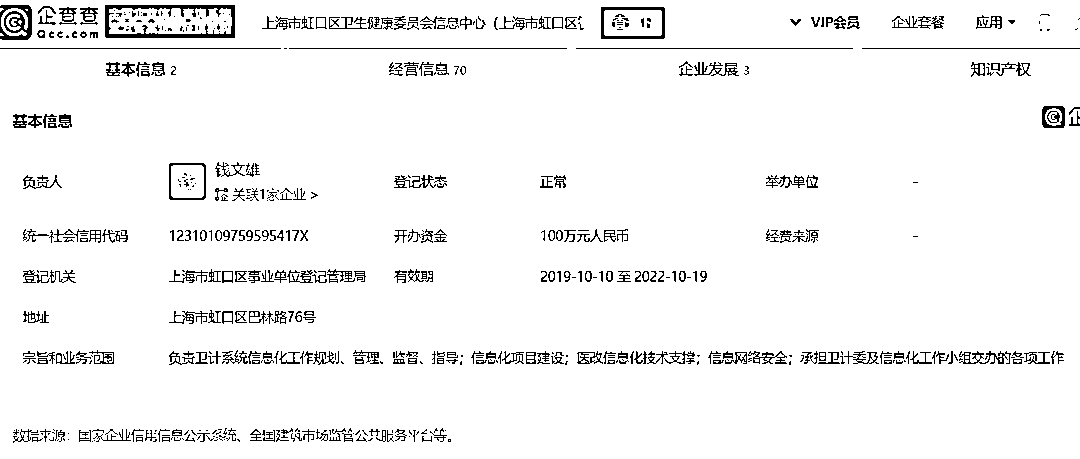 企查查
Qcc.com
上海市虹口区卫生健康委员会信息中心 (上海市虹口区
VIP会员
企业套餐
应用
基本信息 2
经营信息 70
企业发展 3
知识产权
基本信息
负责人
钱文雄
关联1家企业 >
登记状态
正常
举办单位
-
统一社会信用代码
12310109759595417X
开办资金
100万元人民币
经费来源
-
登记机关
上海市虹口区事业单位登记管理局
有效期
2019-10-10 至 2022-10-19
地址
上海市虹口区巴林路76号
宗旨和业务范围
负责卫计系统信息化工作规划、管理、监督、指导；信息化项目建设；医改信息化技术支撑；信息网络安全；承担卫计委及信息化工作小组交办的各项工作
数据来源：国家企业信用信息公示系统、全国建筑市场监管公共服务平台等。